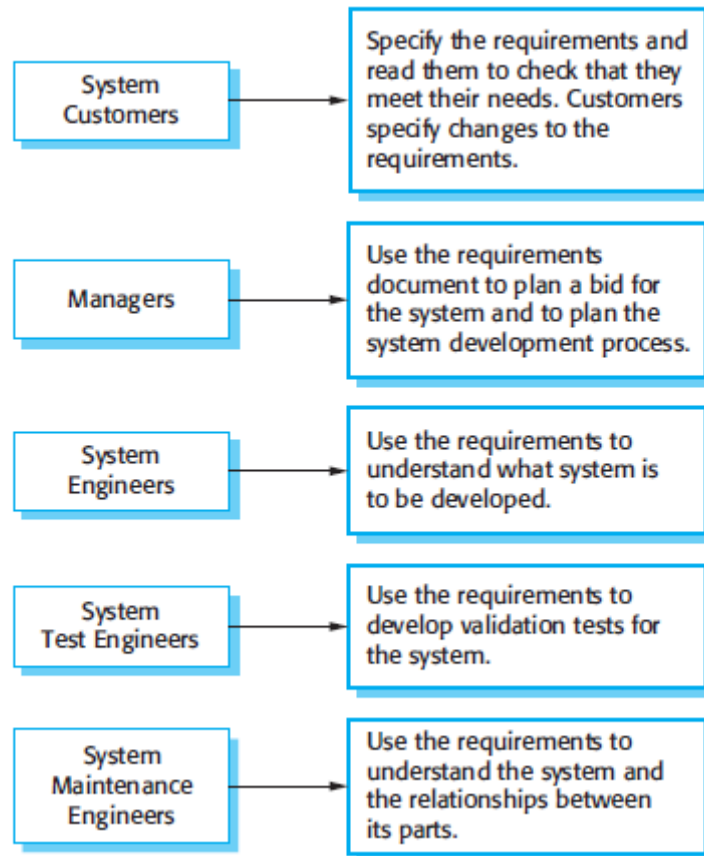 System
Customers
Specify the requirements and
read them to check that they
meet their needs. Customers
specify changes to the
requirements.
Managers
Use the requirements
document to plan a bid for
the system and to plan the
system development process.
System
Engineers
Use the requirements to
understand what system is
to be developed.
System
Test Engineers
Use the requirements to
develop validation tests for
the system.
System
Maintenance
Engineers
Use the requirements to
understand the system and
the relationships between
its parts.